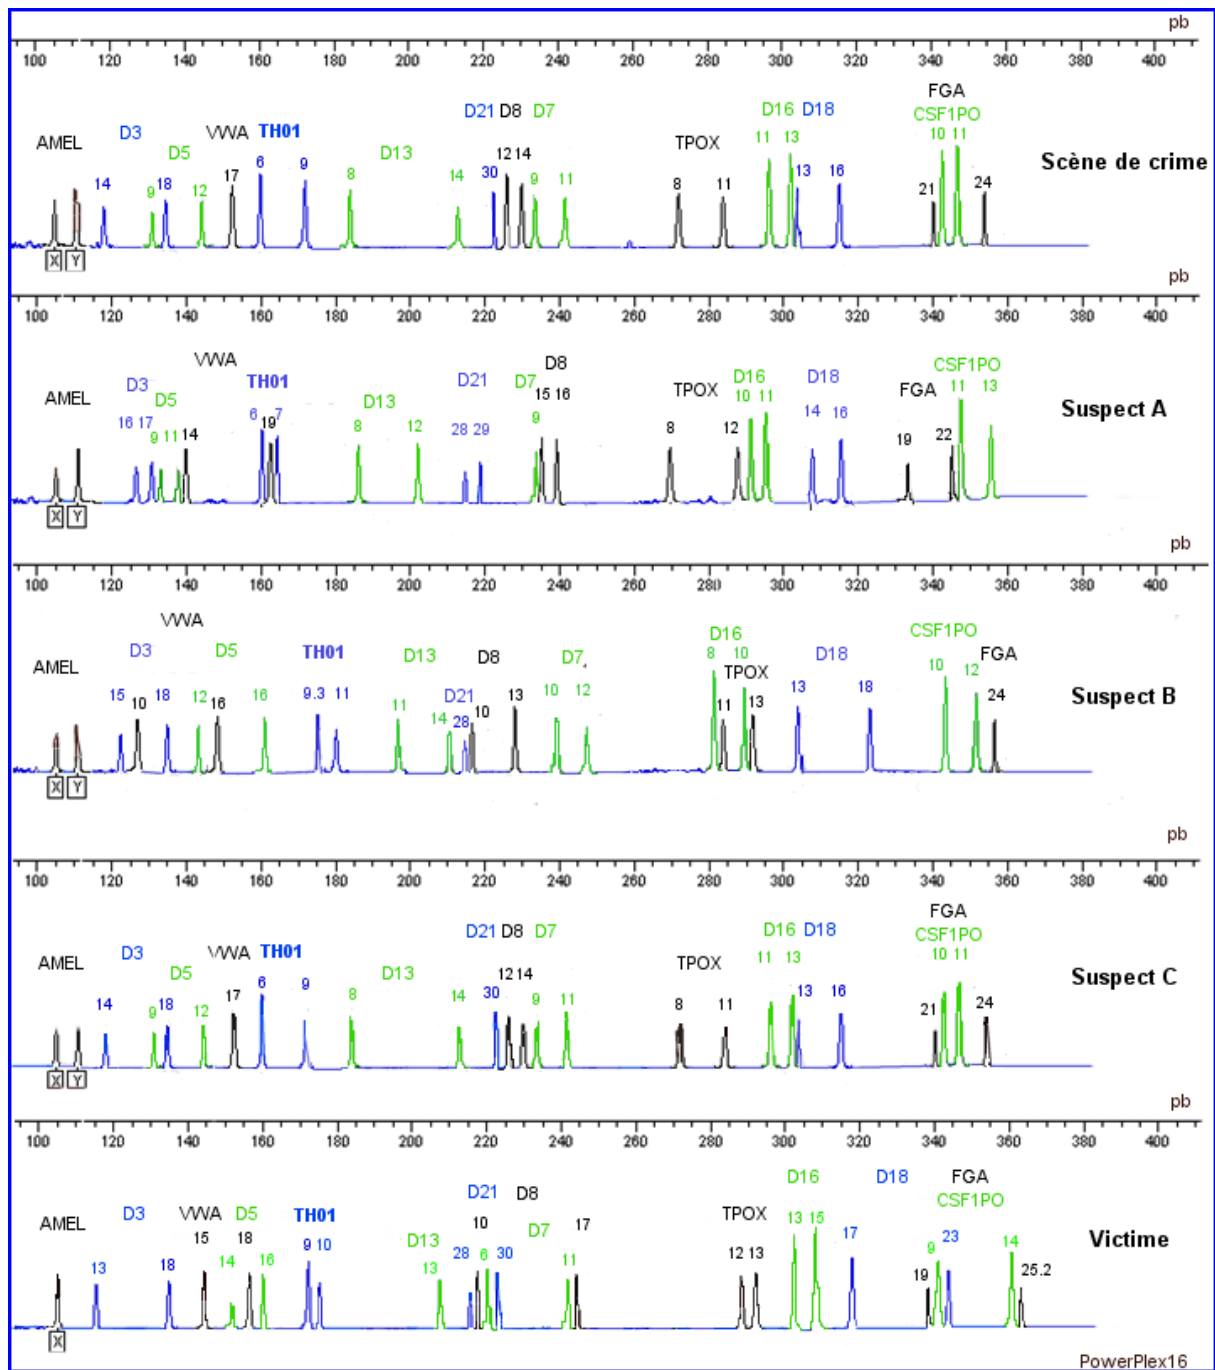 pb
100 120 140 160 180 200 220 240 260 280 300 320 340 360 380 400
FGA
D21 D8 D7 D16 D18 CSF1PO
AMEL D3 VWA TH01 TPOX
D5 D13 11 13 10 11 Scène de crime
14 9 18 12 17 6 9 8 14 30 12 14 9 11 8 11 13 16 21 24
X Y
pb
100 120 140 160 180 200 220 240 260 280 300 320 340 360 380 400
VWA D8 CSF1PO
AMEL D3 TH01 D21 D7 D16 D18
D5 D13 15 16 TPOX 10 11 FGA 11 13 Suspect A
16 17 9 11 14 6 19 7 8 12 28 29 9 8 12 14 16 19 22
X Y
pb
100 120 140 160 180 200 220 240 260 280 300 320 340 360 380 400
VWA
D3 D5 TH01 D13 D8 D7 D16 D18 CSF1PO
AMEL 8 10 TPOX 10 12 FGA
15 10 18 12 16 16 9.3 11 11 14 D21 28 10 13 10 12 11 13 13 18 24 Suspect B
X Y
pb
100 120 140 160 180 200 220 240 260 280 300 320 340 360 380 400
FGA
D21 D8 D7 D16 D18 CSF1PO
AMEL D3 VWA TH01 TPOX
D5 D13 11 13 10 11 Suspect C
14 9 18 12 17 6 9 8 14 30 12 14 9 11 8 11 13 16 21 24
X Y
pb
100 120 140 160 180 200 220 240 260 280 300 320 340 360 380 400
D16 D18 FGA
D21 D8 CSF1PO
AMEL D3 VWA D5 TH01 10 17 TPOX 13 15
D13 D7 Victime
13 18 15 14 18 16 9 10 13 28 6 30 11 12 13 17 19 9 23 14 25.2
X
PowerPlex16